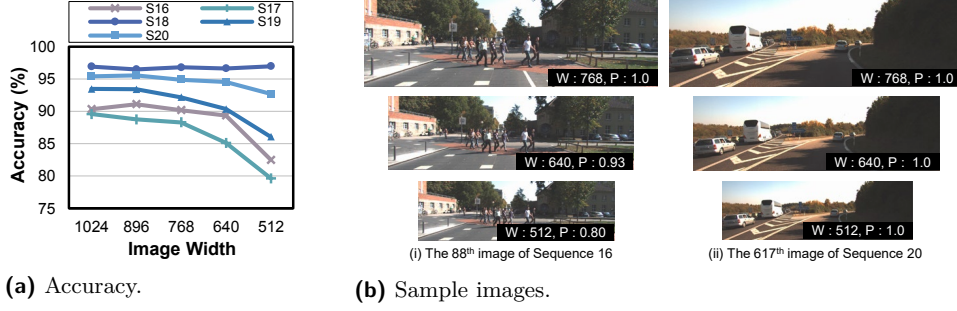 S16 S17
S18 S19
S20
Accuracy (%)
100
95
90
85
80
75
1024 896 768 640 512
Image Width
(a) Accuracy.
W : 768, P : 1.0
W : 640, P : 0.93
W : 512, P : 0.80
(i) The 88th image of Sequence 16
W : 768, P : 1.0
W : 640, P : 1.0
W : 512, P : 1.0
(ii) The 617th image of Sequence 20
(b) Sample images.